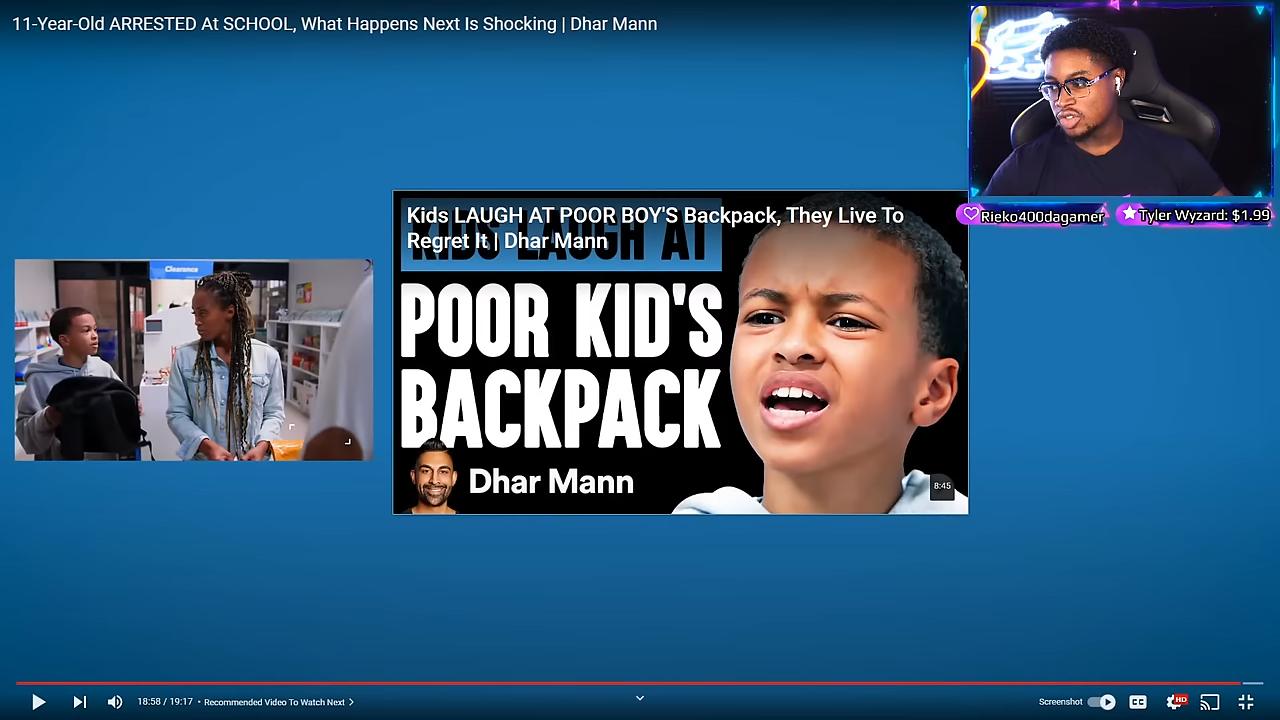 11-Year-Old ARRESTED At SCHOOL, What Happens Next Is Shocking | Dhar Mann
Rieko400dagamer
Tyler Wyzard: $1.99
Kids LAUGH AT POOR BOY'S Backpack, They Live To
Regret It | Dhar Mann
KIDS LAUGH AT
POOR KID'S
BACKPACK
Dhar Mann
8:45
Clearance
18:58 / 19:17 • Recommended Video To Watch Next
Screenshot
CC
HD